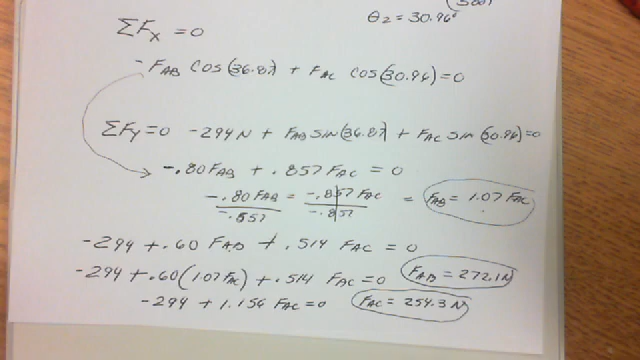 ΣFx = 0
θ2 = 30.96°
-FAB COS(36.87) + FAC COS(30.96) = 0
ΣFy = 0 -294N + FAB SIN(36.87) + FAC SIN(30.96) = 0
-.80 FAB + .857 FAC = 0
-.80 FAB / -.857 = -.857 FAC / -.857 = FAB = 1.07 FAC
-294 + .60 FAB + .514 FAC = 0
-294 + .60(1.07 FAC) + .514 FAC = 0 FAB = 272.1N
-294 + 1.156 FAC = 0 FAC = 254.3 N